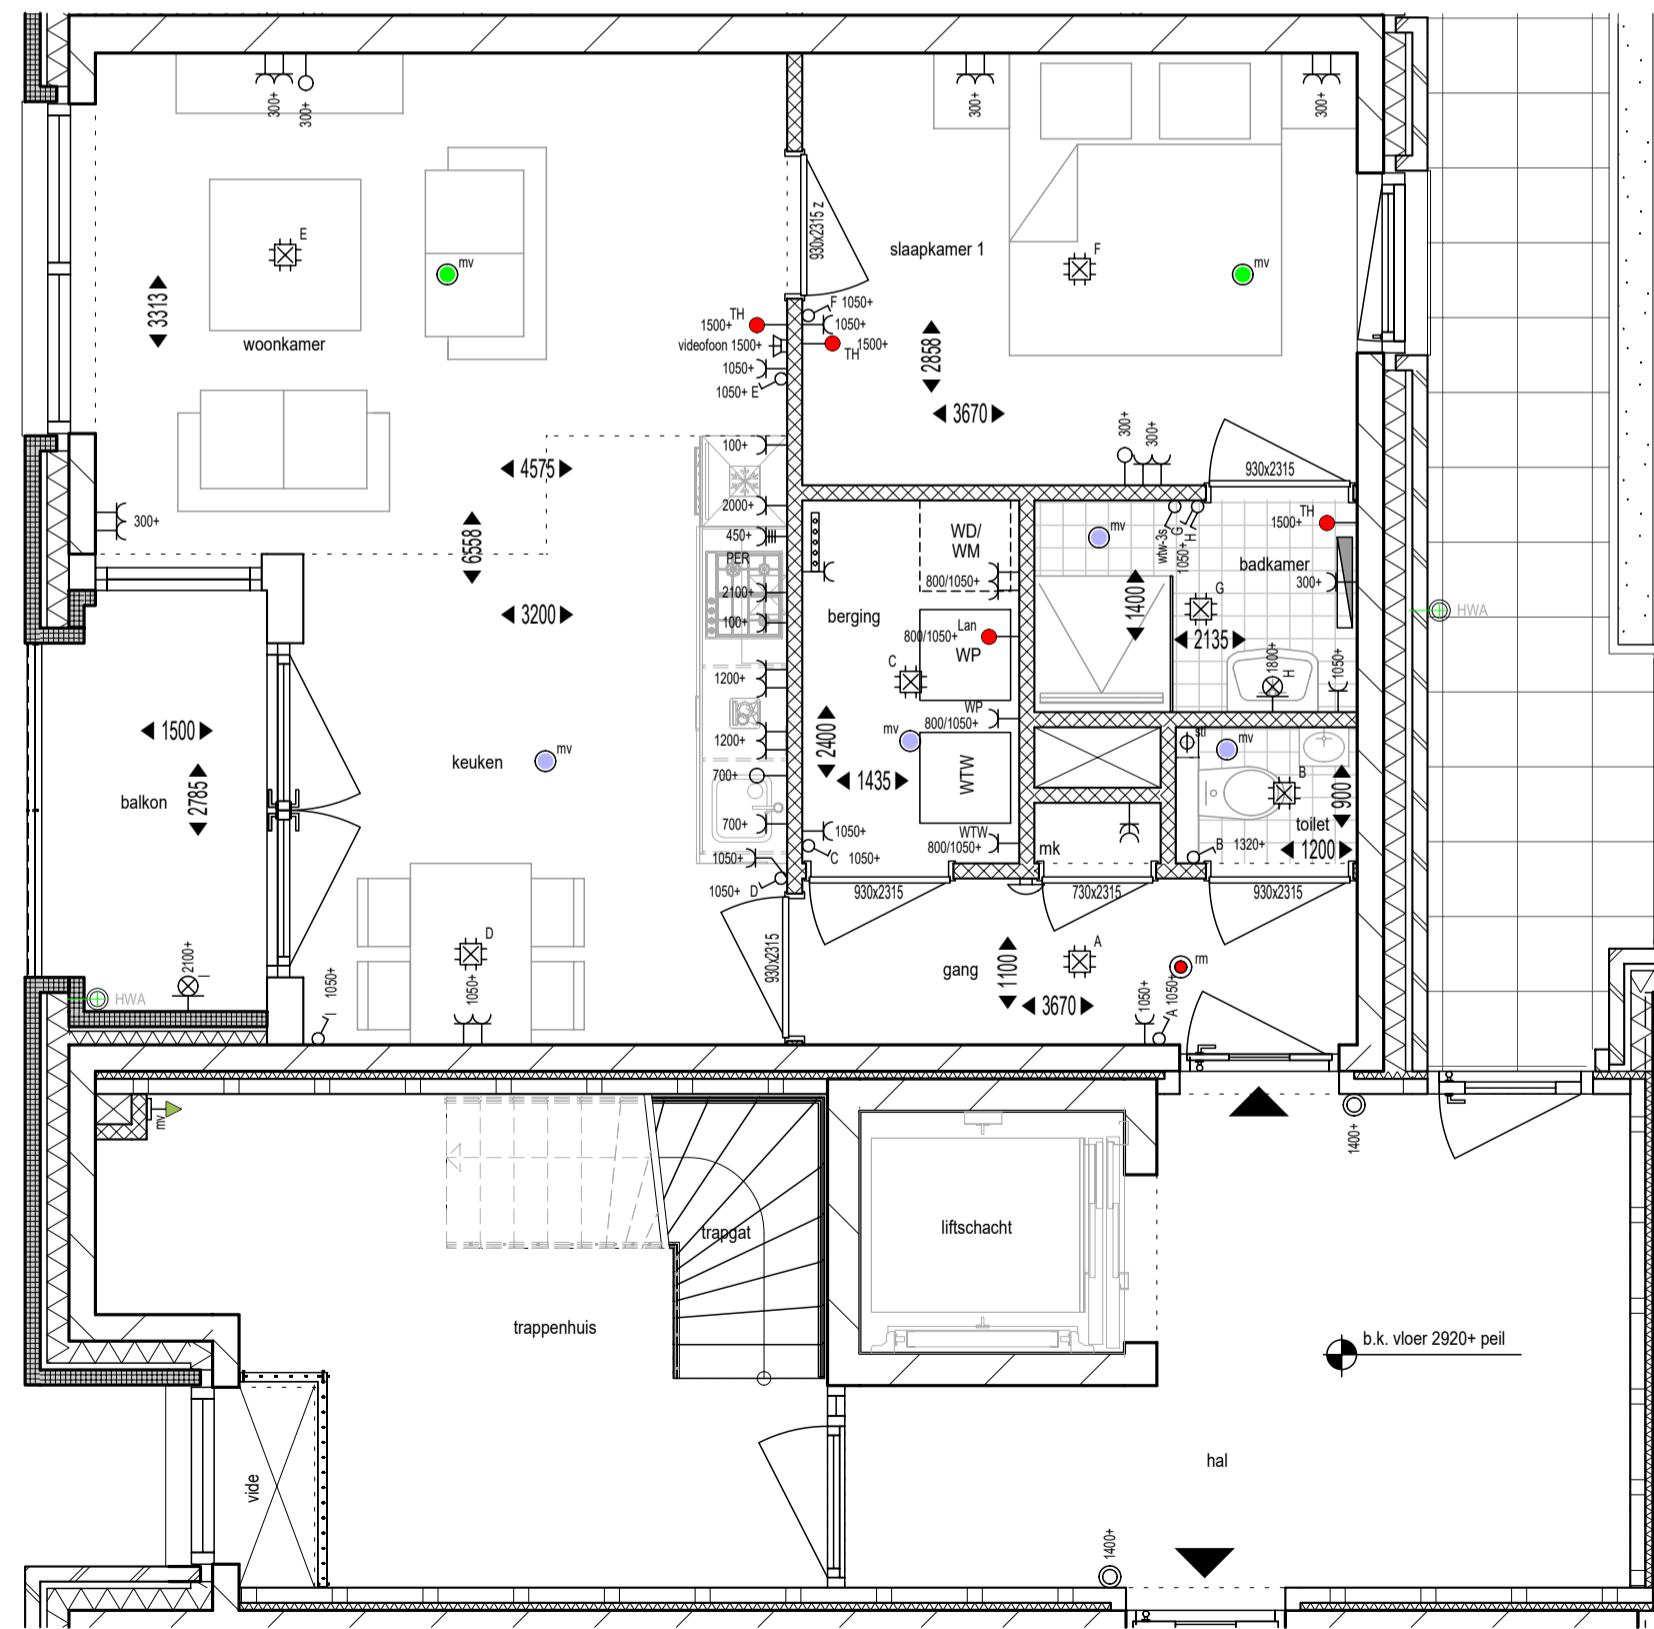 300+
300+
300+
300+
E
mv
3313
woonkamer
930x2315 z
slaapkamer 1
F
mv
TH
1500+
videofoon 1500+
1050+
1050+ E
F 1050+
1050+
1500+
TH
2858
3670
300+
300+
930x2315
4575
6558
3200
300+
100+
2000+
450+
PER
2100+
100+
1200+
1200+
700+
700+
1050+
1050+ D
WD/
WM
800/1050+
berging
Lan
800/1050+
WP
C
WP
800/1050+
mv
2400
1435
WTW
WTW
800/1050+
1050+
C 1050+
mv
wtw-3s
G
H
1050+
TH
1500+
badkamer
300+
1400
G
2135
1800+
H
1050+
HWA
stl
mv
B
900
toilet
B 1320+
1200
mk
1500
2785
balkon
keuken
mv
2100+
I
HWA
1050+
I
D
1050+
930x2315
930x2315
730x2315
930x2315
gang
1100
A
3670
rm
1050+
A 1050+
mv
trapgat
trappenhuis
liftschacht
1400+
b.k. vloer 2920+ peil
vide
hal
1400+